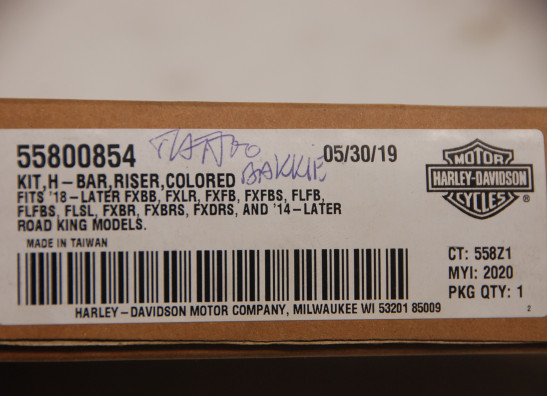 55800854 05/30/19
KIT,H-BAR,RISER,COLORED BAKKIE
FITS '18-LATER FXBB, FXLR, FXFB, FXFBS, FLFB,
FLFBS, FLSL, FXBR, FXBRS, FXDRS, AND '14-LATER
ROAD KING MODELS.
MADE IN TAIWAN
MOTOR
HARLEY-DAVIDSON
CYCLES
®
CT: 558Z1
MYI: 2020
PKG QTY: 1
HARLEY-DAVIDSON MOTOR COMPANY, MILWAUKEE WI 53201 85009
2